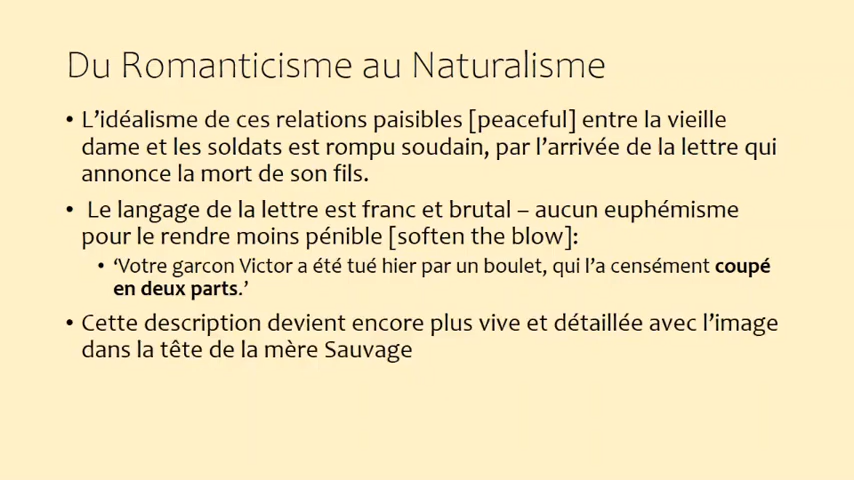 Du Romanticisme au Naturalisme
• L’idéalisme de ces relations paisibles [peaceful] entre la vieille
dame et les soldats est rompu soudain, par l’arrivée de la lettre qui
annonce la mort de son fils.
• Le langage de la lettre est franc et brutal – aucun euphémisme
pour le rendre moins pénible [soften the blow]:
• ‘Votre garcon Victor a été tué hier par un boulet, qui l’a censément coupé
en deux parts.’
• Cette description devient encore plus vive et détaillée avec l’image
dans la tête de la mère Sauvage